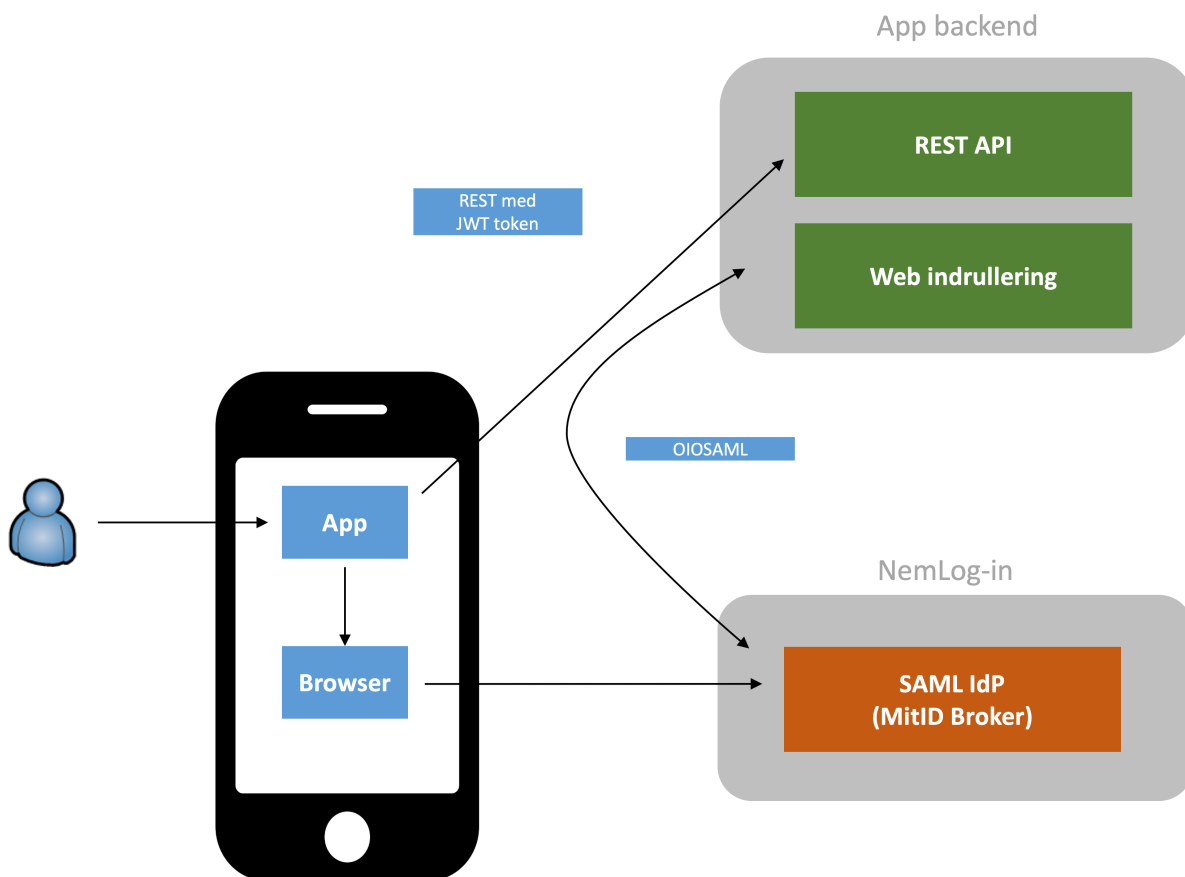 App backend
REST API
REST med
JWT token
Web indrullering
OIOSAML
App
NemLog-in
Browser
SAML IdP
(MitID Broker)